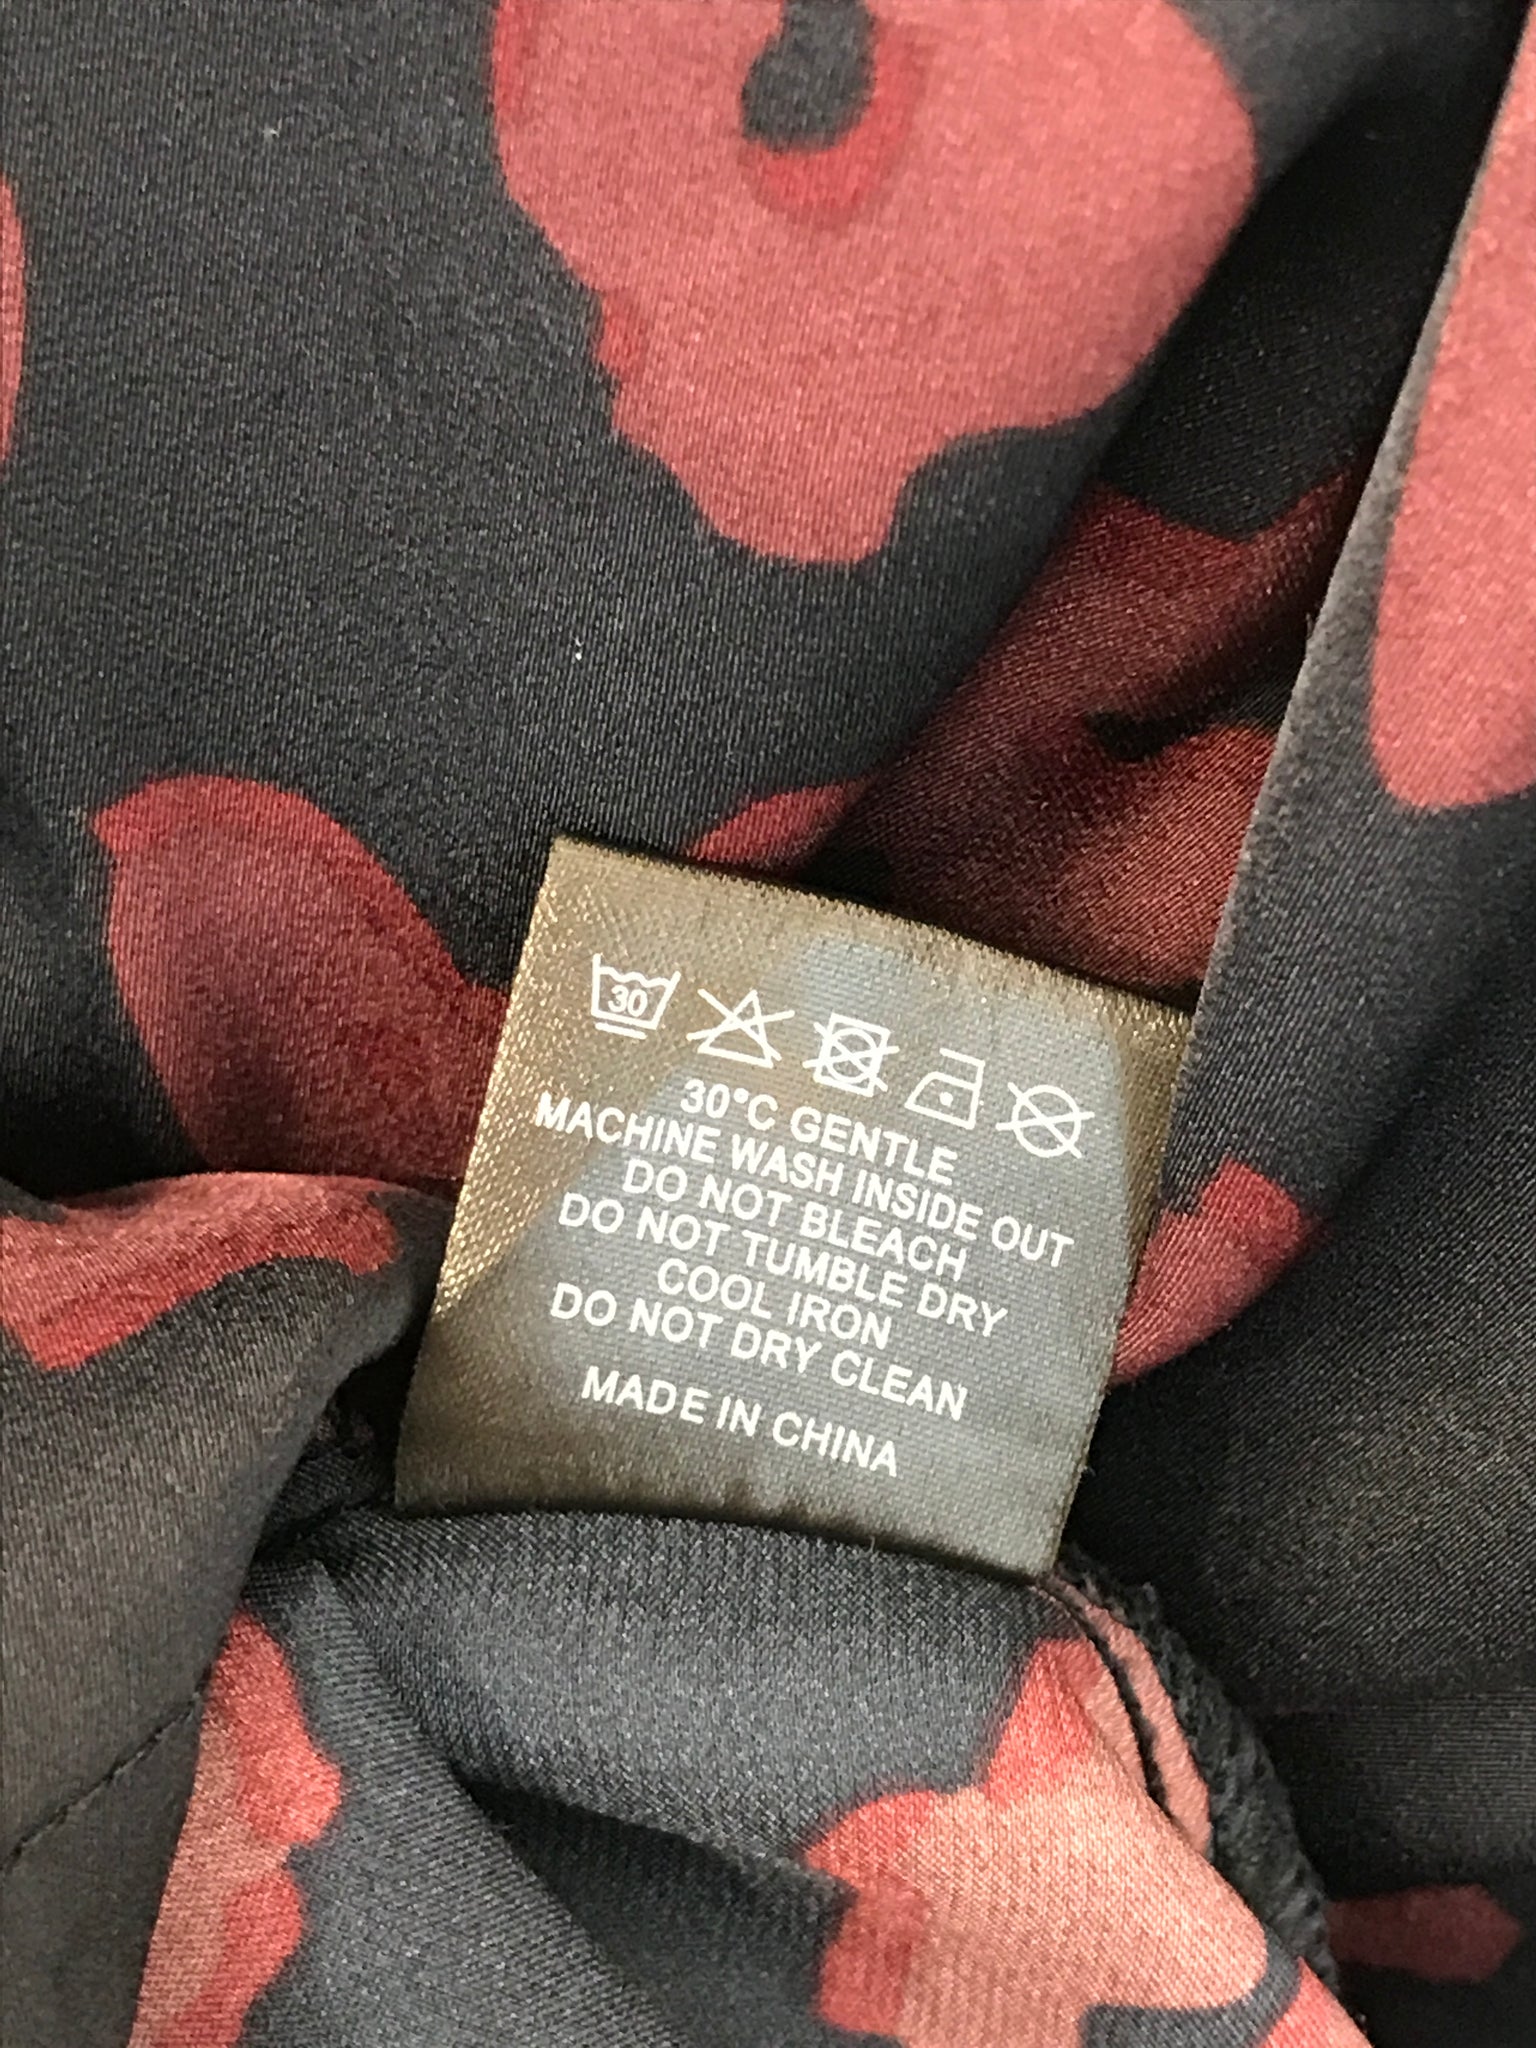 30
30°C GENTLE
MACHINE WASH INSIDE OUT
DO NOT BLEACH
DO NOT TUMBLE DRY
COOL IRON
DO NOT DRY CLEAN
MADE IN CHINA